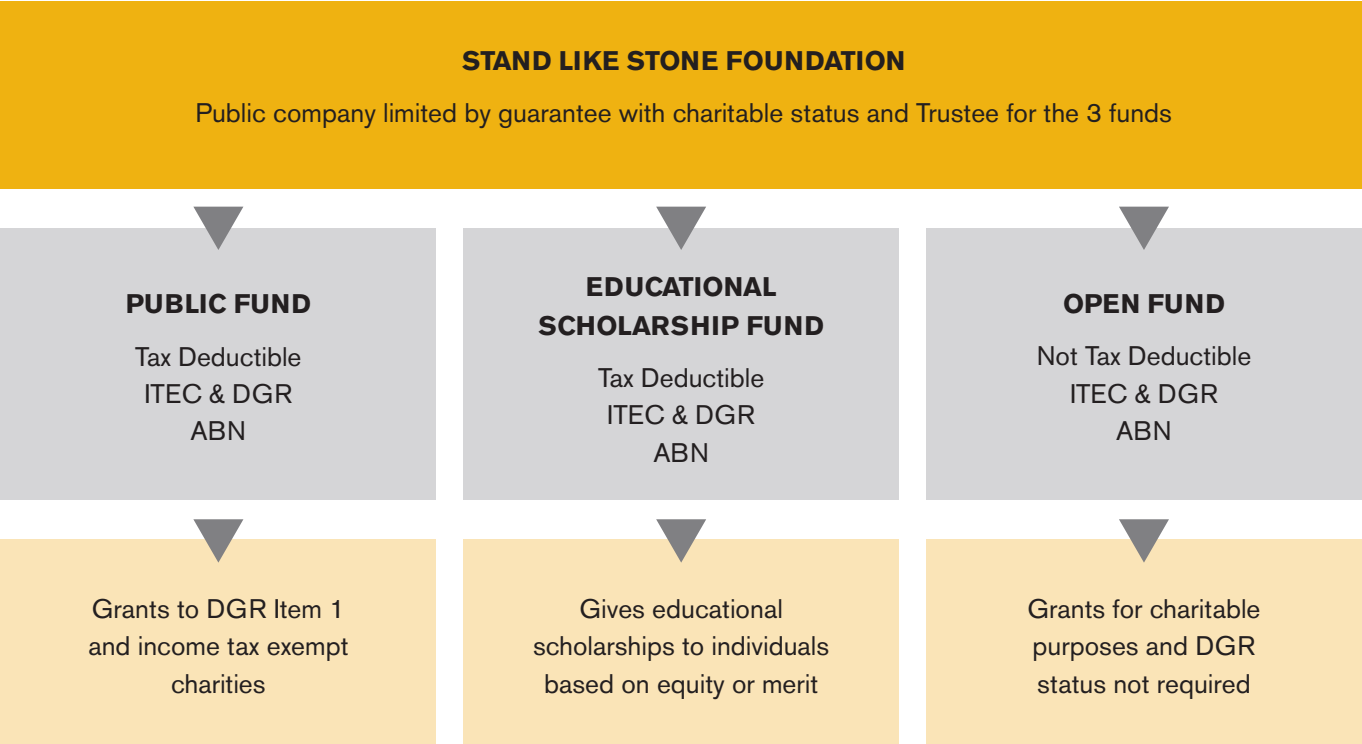 STAND LIKE STONE FOUNDATION
Public company limited by guarantee with charitable status and Trustee for the 3 funds
PUBLIC FUND
Tax Deductible
ITEC & DGR
ABN
EDUCATIONAL
SCHOLARSHIP FUND
Tax Deductible
ITEC & DGR
ABN
OPEN FUND
Not Tax Deductible
ITEC & DGR
ABN
Grants to DGR Item 1
and income tax exempt
charities
Gives educational
scholarships to individuals
based on equity or merit
Grants for charitable
purposes and DGR
status not required